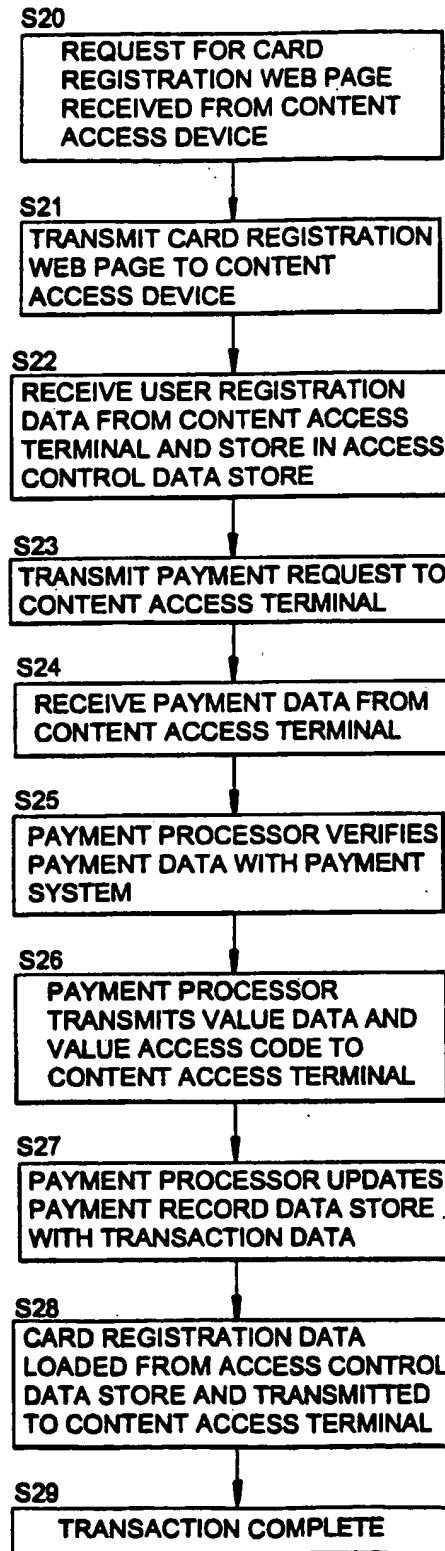 S20
REQUEST FOR CARD
REGISTRATION WEB PAGE
RECEIVED FROM CONTENT
ACCESS DEVICE
S21
TRANSMIT CARD REGISTRATION
WEB PAGE TO CONTENT
ACCESS DEVICE
S22
RECEIVE USER REGISTRATION
DATA FROM CONTENT ACCESS
TERMINAL AND STORE IN ACCESS
CONTROL DATA STORE
S23
TRANSMIT PAYMENT REQUEST TO
CONTENT ACCESS TERMINAL
S24
RECEIVE PAYMENT DATA FROM
CONTENT ACCESS TERMINAL
S25
PAYMENT PROCESSOR VERIFIES
PAYMENT DATA WITH PAYMENT
SYSTEM
S26
PAYMENT PROCESSOR
TRANSMITS VALUE DATA AND
VALUE ACCESS CODE TO
CONTENT ACCESS TERMINAL
S27
PAYMENT PROCESSOR UPDATES
PAYMENT RECORD DATA STORE
WITH TRANSACTION DATA
S28
CARD REGISTRATION DATA
LOADED FROM ACCESS CONTROL
DATA STORE AND TRANSMITTED
TO CONTENT ACCESS TERMINAL
S29
TRANSACTION COMPLETE